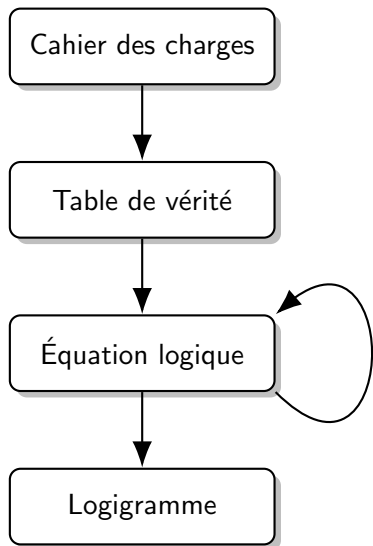 Cahier des charges
Table de vérité
Équation logique
Logigramme